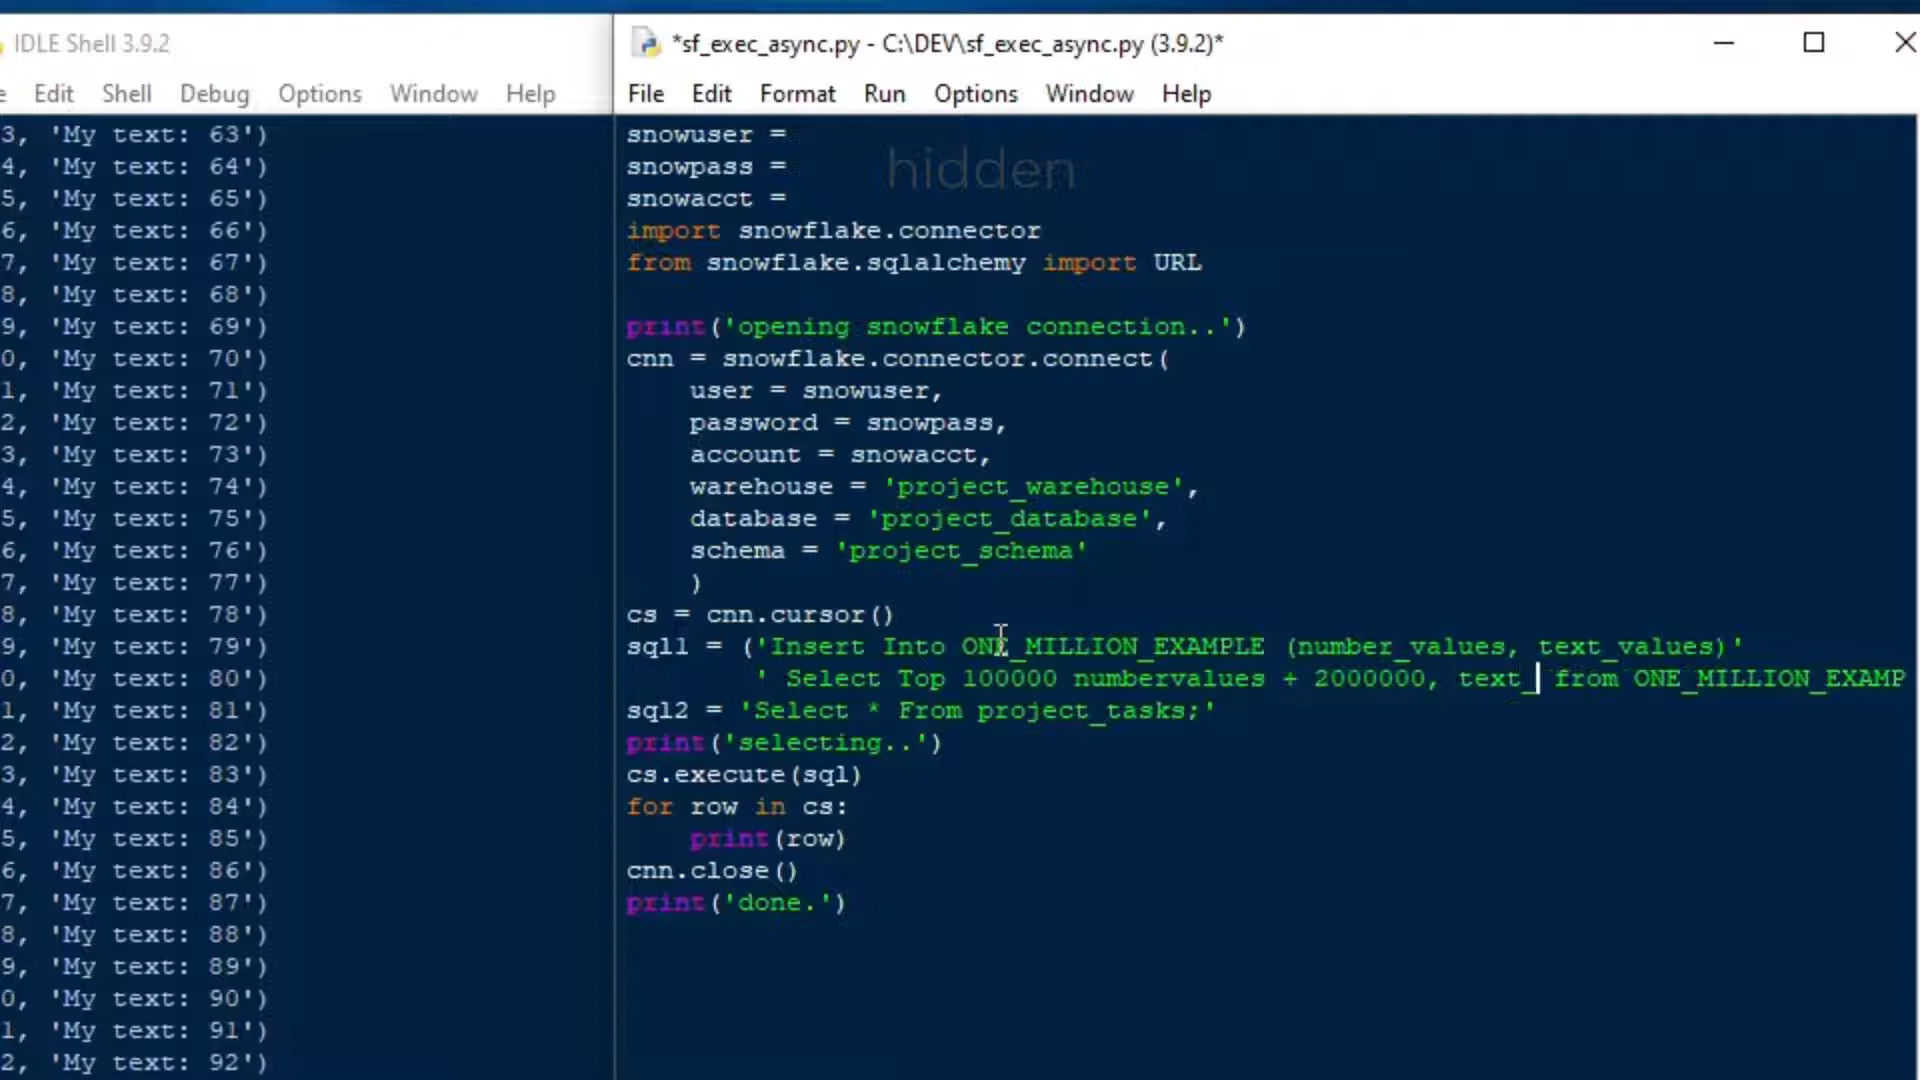 IDLE Shell 3.9.2
Edit Shell Debug Options Window Help
3, 'My text: 63')
4, 'My text: 64')
5, 'My text: 65')
6, 'My text: 66')
7, 'My text: 67')
8, 'My text: 68')
9, 'My text: 69')
0, 'My text: 70')
1, 'My text: 71')
2, 'My text: 72')
3, 'My text: 73')
4, 'My text: 74')
5, 'My text: 75')
6, 'My text: 76')
7, 'My text: 77')
8, 'My text: 78')
9, 'My text: 79')
0, 'My text: 80')
1, 'My text: 81')
2, 'My text: 82')
3, 'My text: 83')
4, 'My text: 84')
5, 'My text: 85')
6, 'My text: 86')
7, 'My text: 87')
8, 'My text: 88')
9, 'My text: 89')
0, 'My text: 90')
1, 'My text: 91')
2, 'My text: 92')
*sf_exec_async.py - C:\DEV\sf_exec_async.py (3.9.2)*
File Edit Format Run Options Window Help
snowuser =
snowpass =
hidden
snowacct =
import snowflake.connector
from snowflake.sqlalchemy import URL
print('opening snowflake connection..')
cnn = snowflake.connector.connect(
    user = snowuser,
    password = snowpass,
    account = snowacct,
    warehouse = 'project_warehouse',
    database = 'project_database',
    schema = 'project_schema'
    )
cs = cnn.cursor()
sql1 = ('Insert Into ONE_MILLION_EXAMPLE (number_values, text_values)'
        ' Select Top 100000 numbervalues + 2000000, text_ from ONE_MILLION_EXAMP
sql2 = 'Select * From project_tasks;'
print('selecting..')
cs.execute(sql)
for row in cs:
    print(row)
cnn.close()
print('done.')